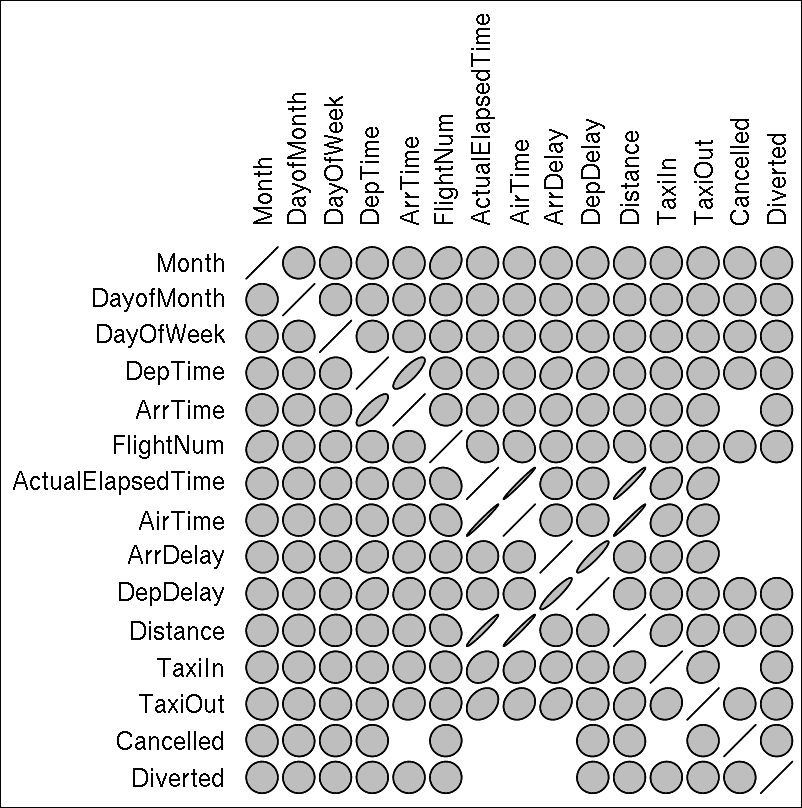 Month
DayofMonth
DayOfWeek
DepTime
ArrTime
FlightNum
ActualElapsedTime
AirTime
ArrDelay
DepDelay
Distance
TaxiIn
TaxiOut
Cancelled
Diverted
Month
DayofMonth
DayOfWeek
DepTime
ArrTime
FlightNum
ActualElapsedTime
AirTime
ArrDelay
DepDelay
Distance
TaxiIn
TaxiOut
Cancelled
Diverted